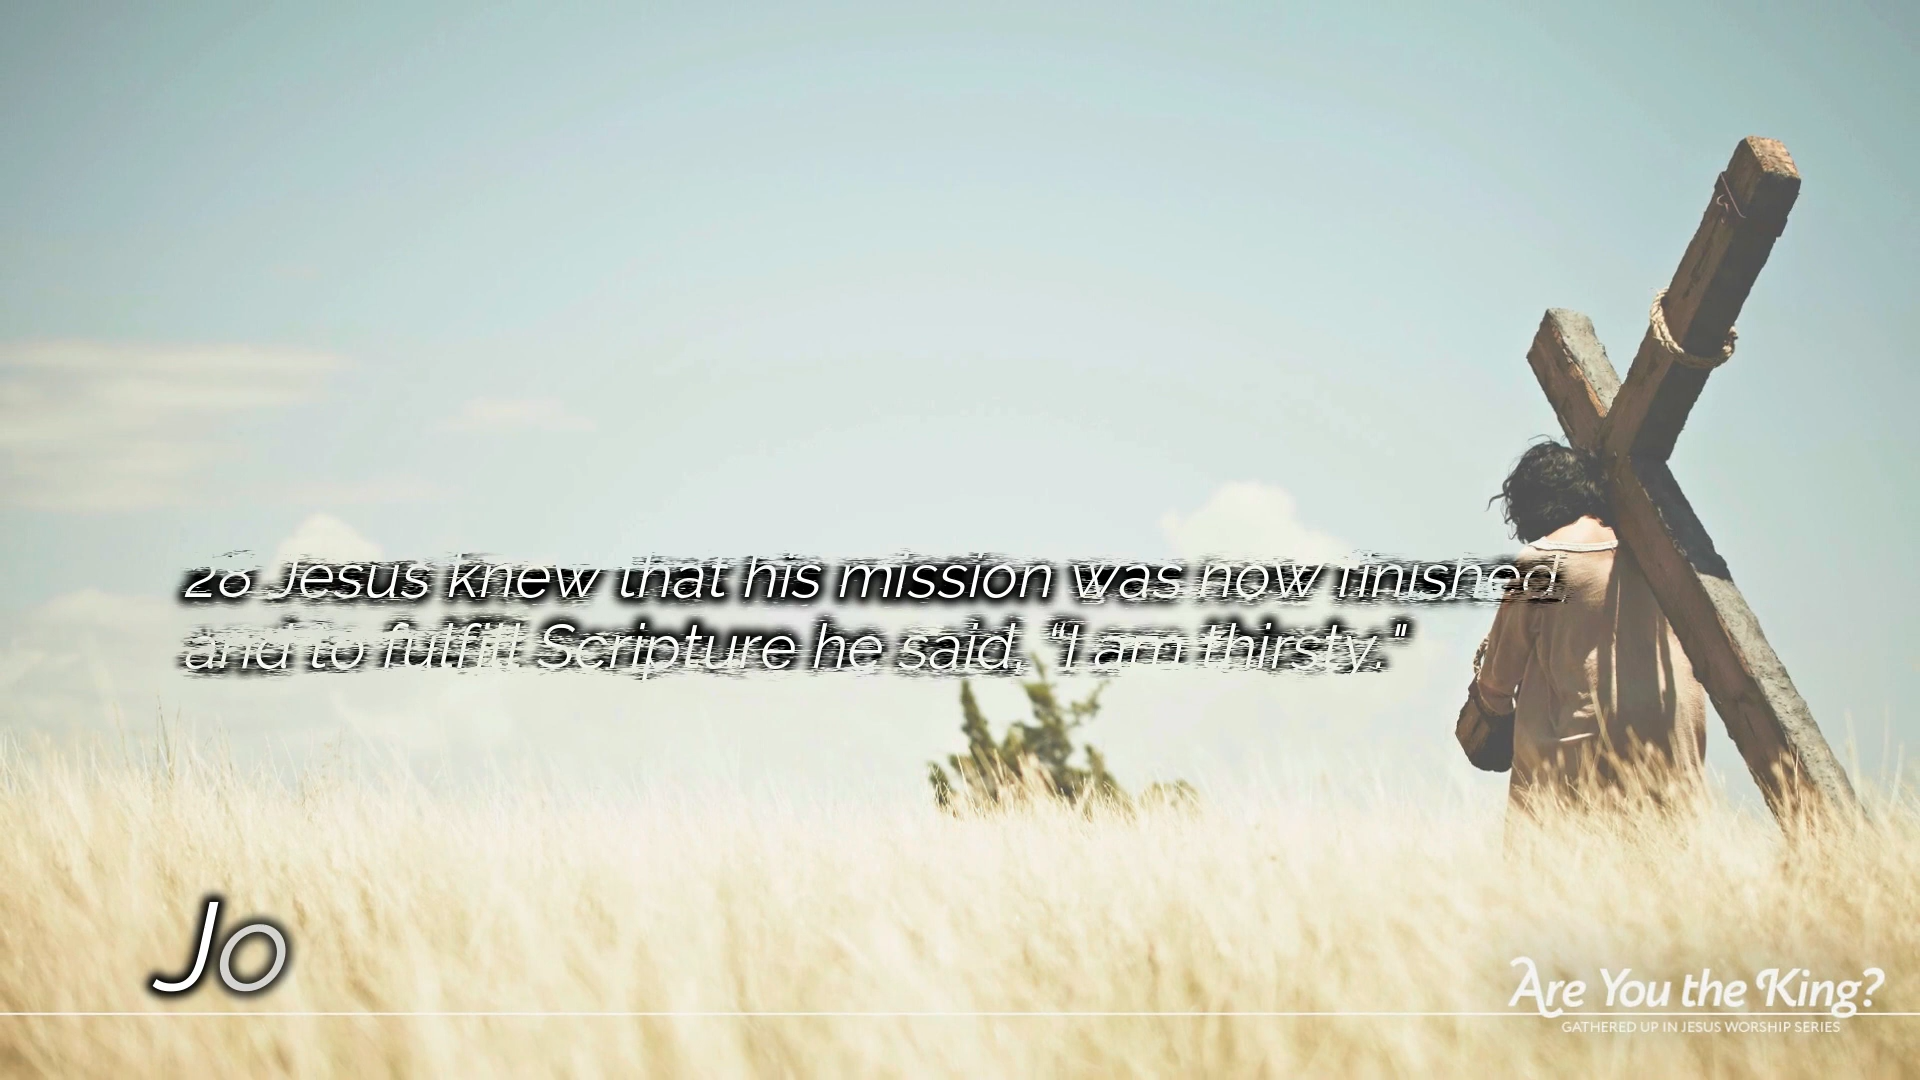 28 Jesus knew that his mission was now finished,
and to fulfill Scripture he said, “I am thirsty."
Jo
Are You the King?
GATHERED UP IN JESUS WORSHIP SERIES